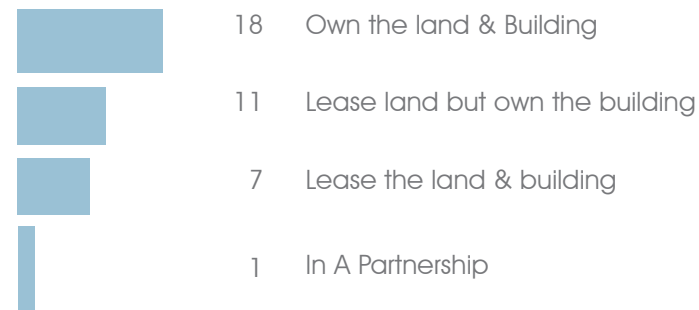 18 Own the land & Building
11 Lease land but own the building
7 Lease the land & building
1 In A Partnership